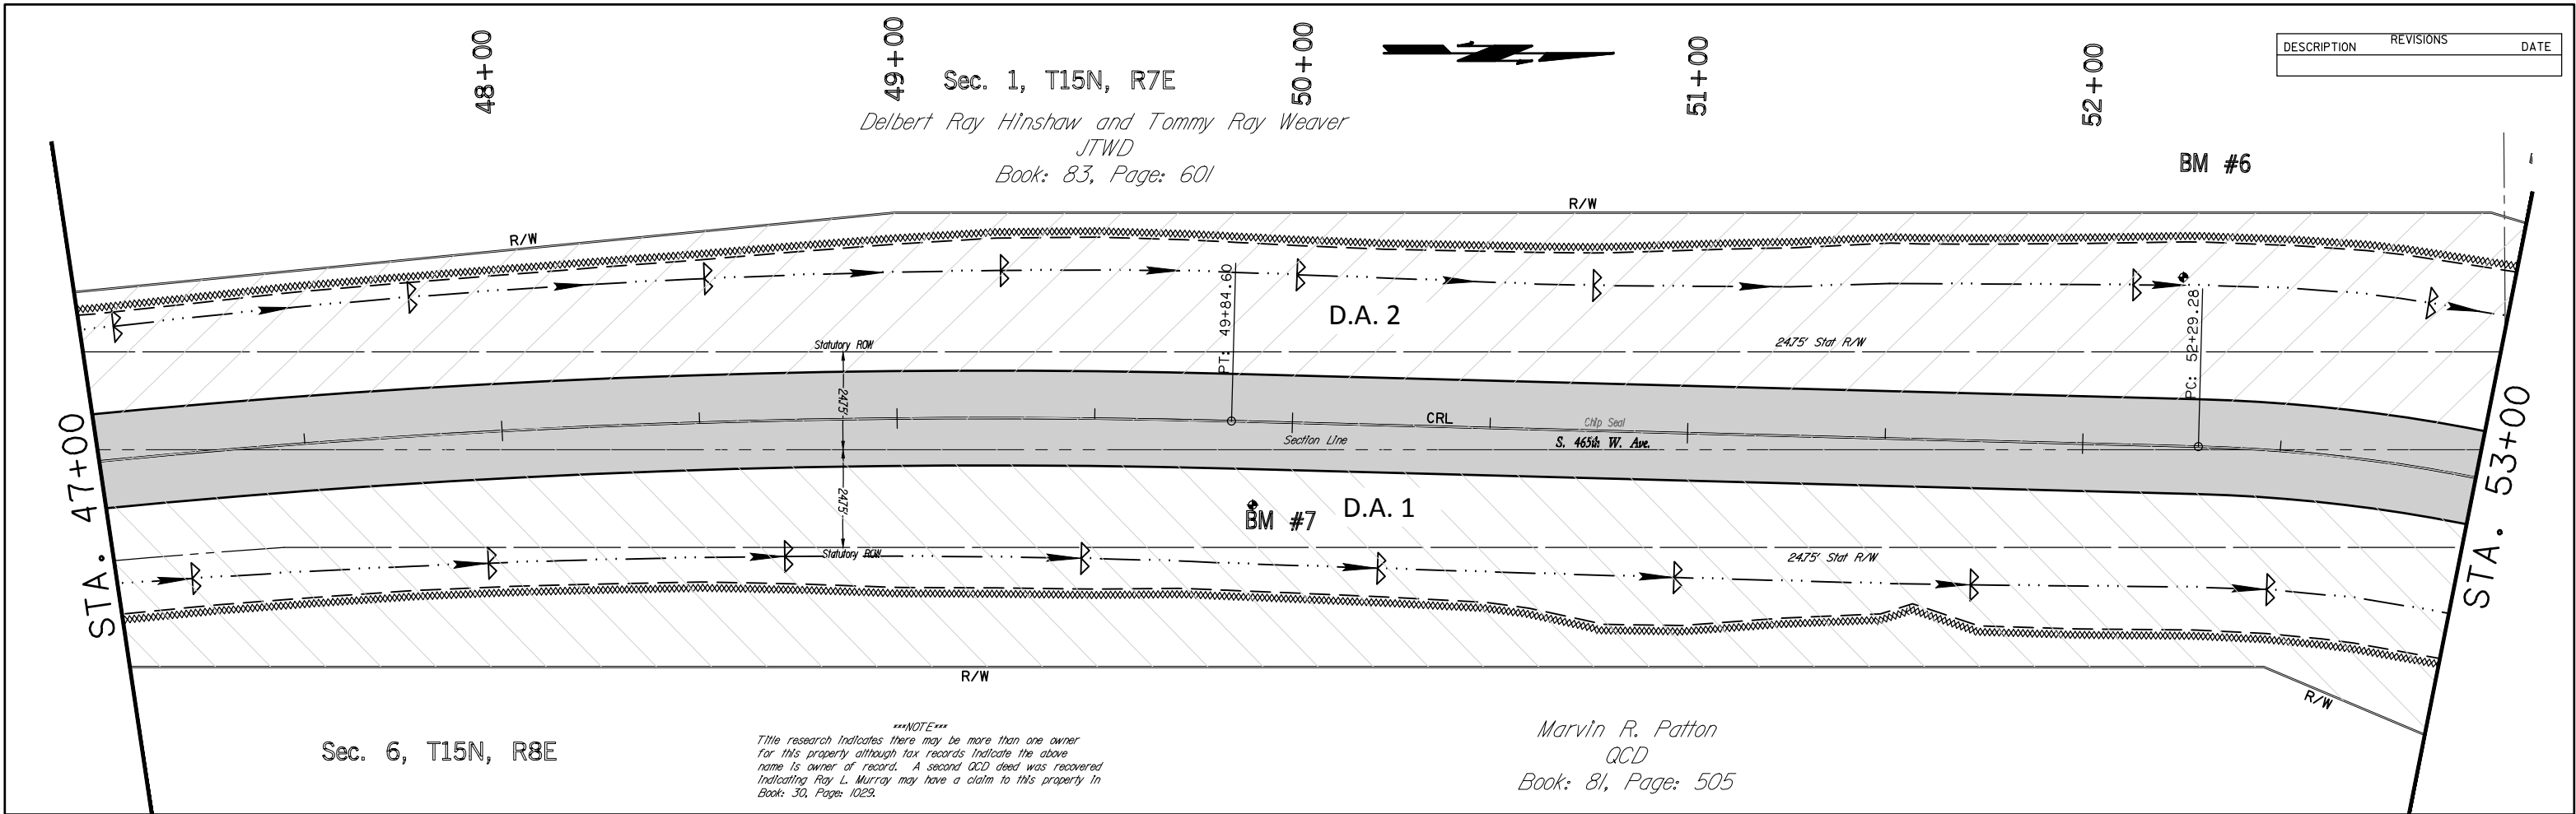 48+00
49+00
50+00
51+00
52+00
DESCRIPTION REVISIONS DATE
Sec. 1, T15N, R7E
Delbert Ray Hinshaw and Tommy Ray Weaver
JTWD
Book: 83, Page: 601
BM #6
R/W
R/W
D.A. 2
PT: 49+84.60
PC: 52+29.28
Statutory ROW
24.75' Stat R/W
24.75'
CRL
Chip Seal
Section Line
S. 465th W. Ave.
STA. 47+00
STA. 53+00
24.75'
BM #7
D.A. 1
Statutory ROW
24.75' Stat R/W
R/W
R/W
Sec. 6, T15N, R8E
***NOTE***
Title research indicates there may be more than one owner
for this property although tax records indicate the above
name is owner of record. A second QCD deed was recovered
indicating Ray L. Murray may have a claim to this property in
Book: 30, Page: 1029.
Marvin R. Patton
QCD
Book: 81, Page: 505